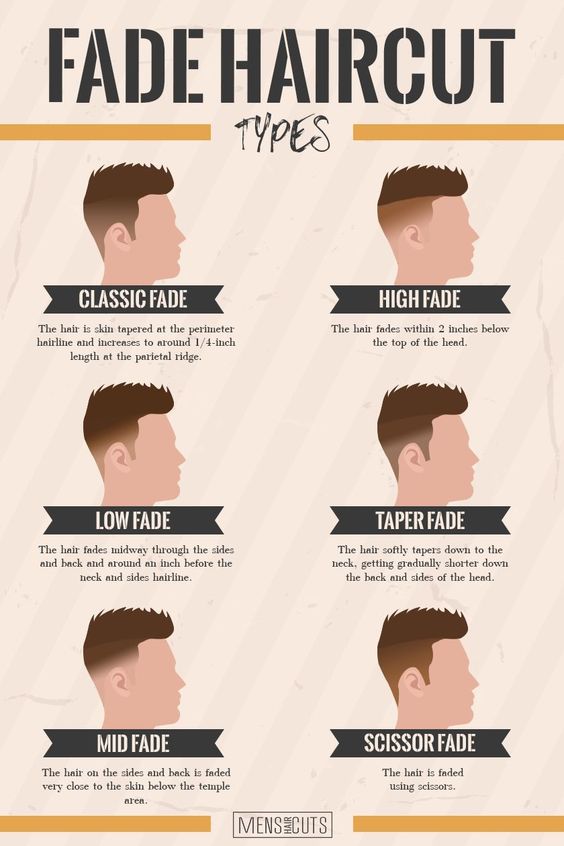 FADE HAIRCUT
TYPES
CLASSIC FADE
The hair is skin tapered at the perimeter
hairline and increases to around 1/4-inch
length at the parietal ridge.
HIGH FADE
The hair fades within 2 inches below
the top of the head.
LOW FADE
The hair fades midway through the sides
and back and around an inch before the
neck and sides hairline.
TAPER FADE
The hair softly tapers down to the
neck, getting gradually shorter down
the back and sides of the head.
MID FADE
The hair on the sides and back is faded
very close to the skin below the temple
area.
SCISSOR FADE
The hair is faded
using scissors.
MENS HAIR CUTS